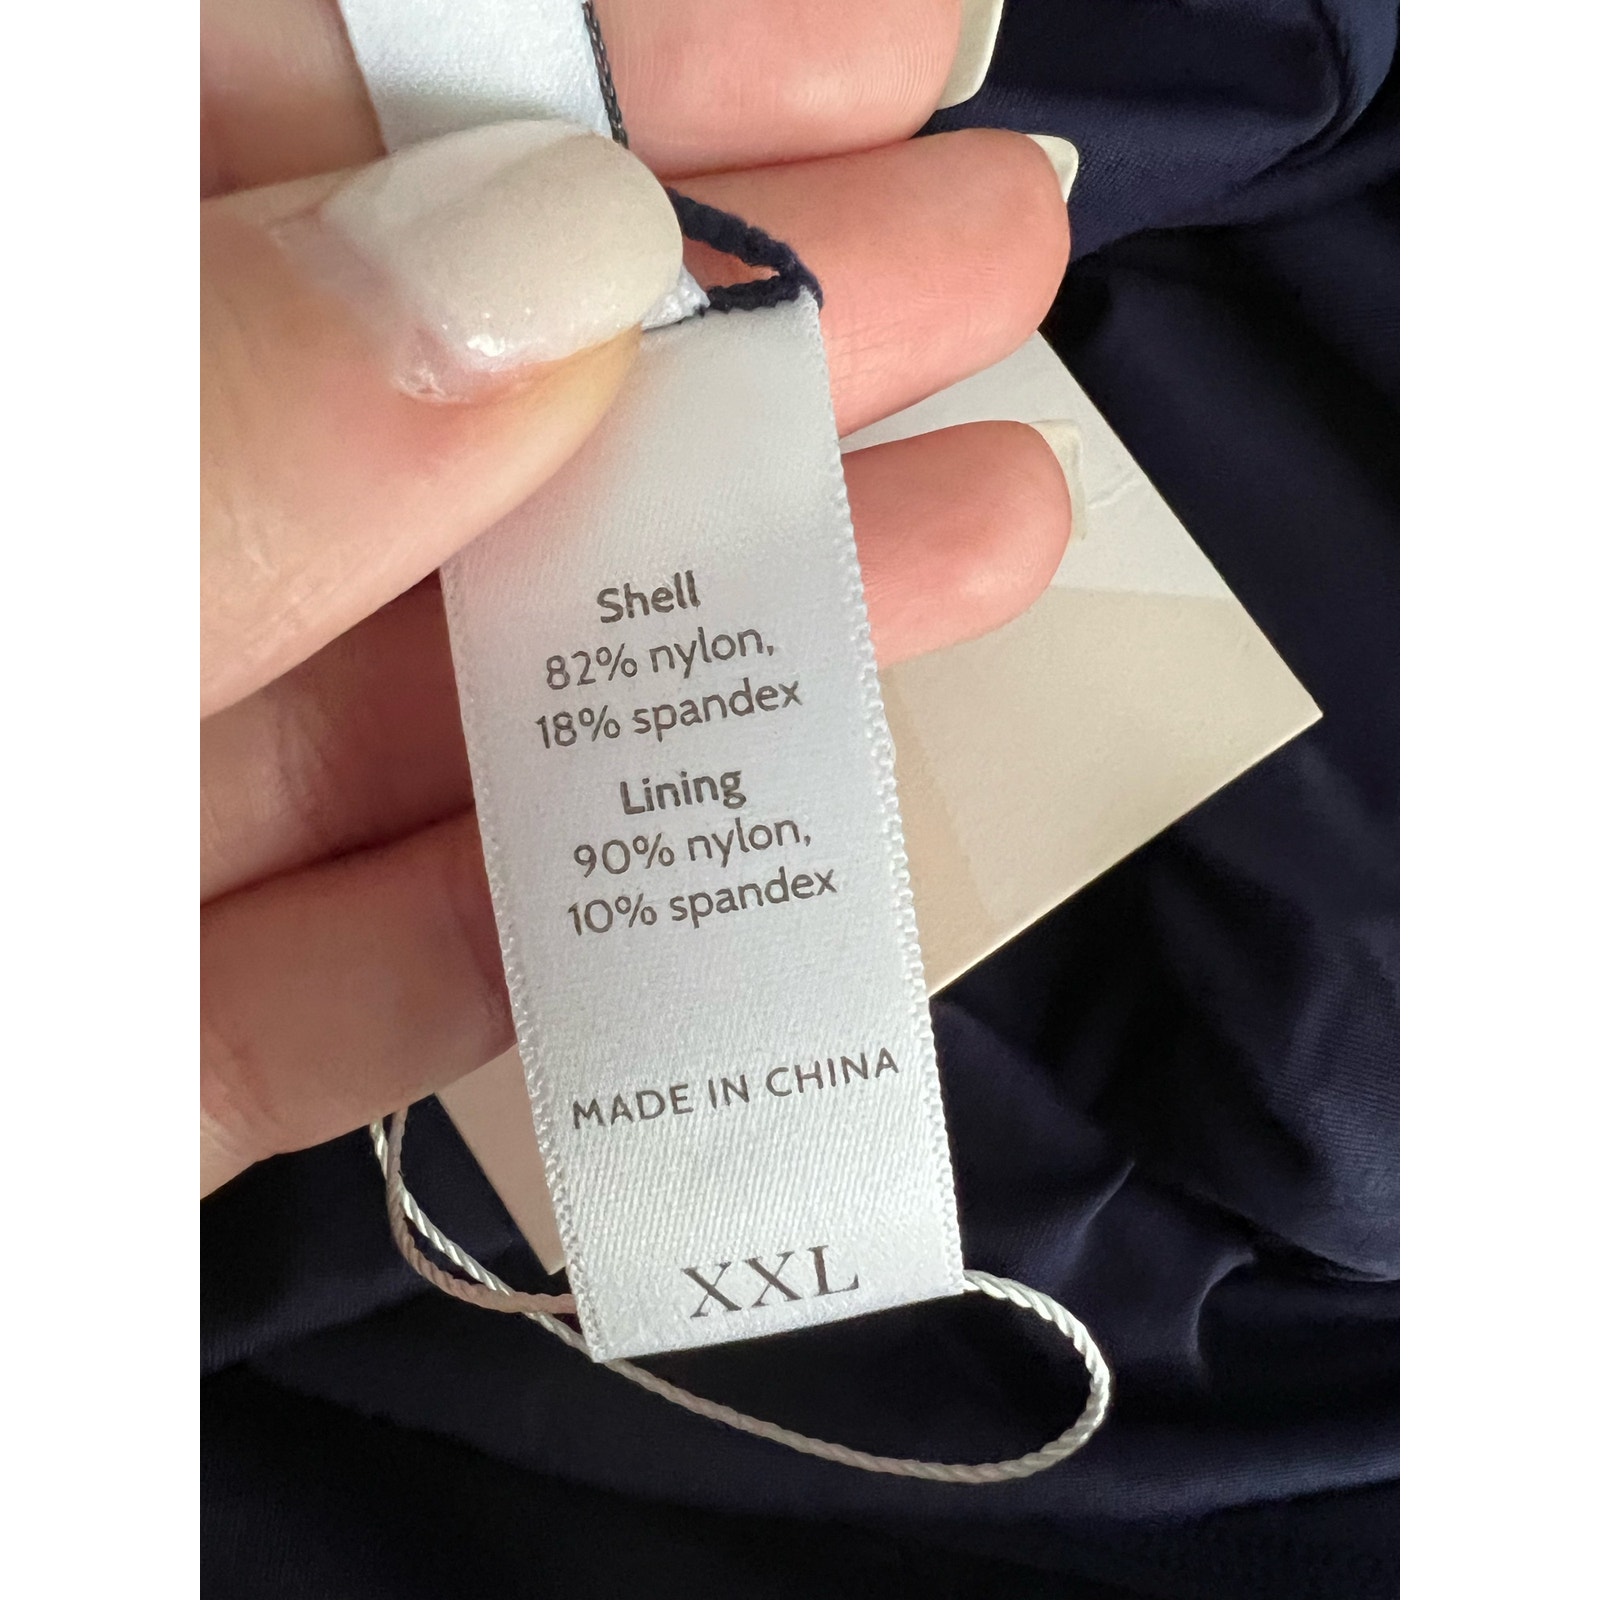 Shell
82% nylon,
18% spandex
Lining
90% nylon,
10% spandex
MADE IN CHINA
XXL